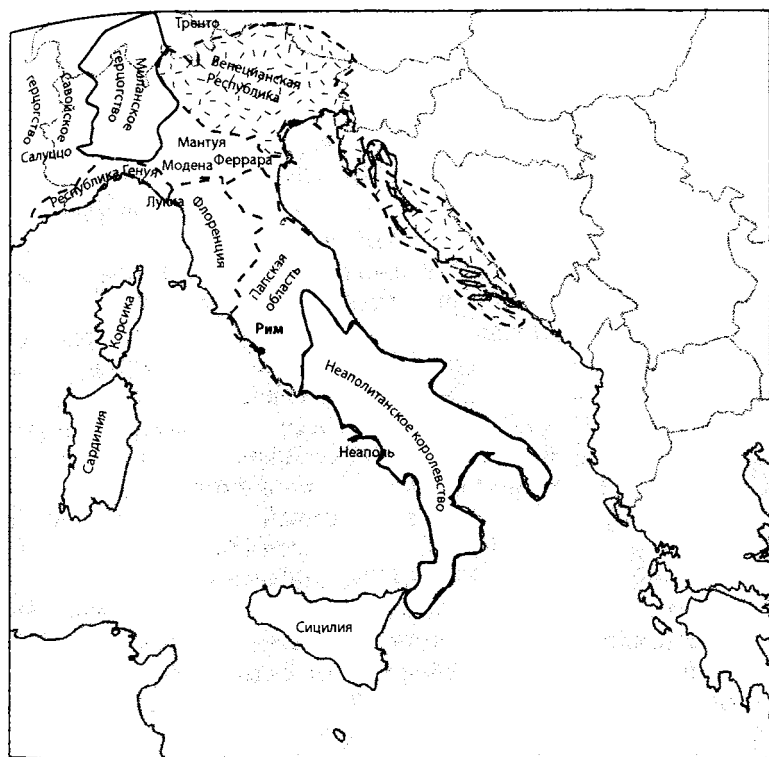 Тренто
Венецианская
Республика
Миланское
герцогство
Савойское
герцогство
Салуццо
Мантуя
Модена
Феррара
Республика Генуя
Лукка
Флоренция
Папская
область
Рим
Корсика
Неаполитанское королевство
Неаполь
Сардиния
Сицилия